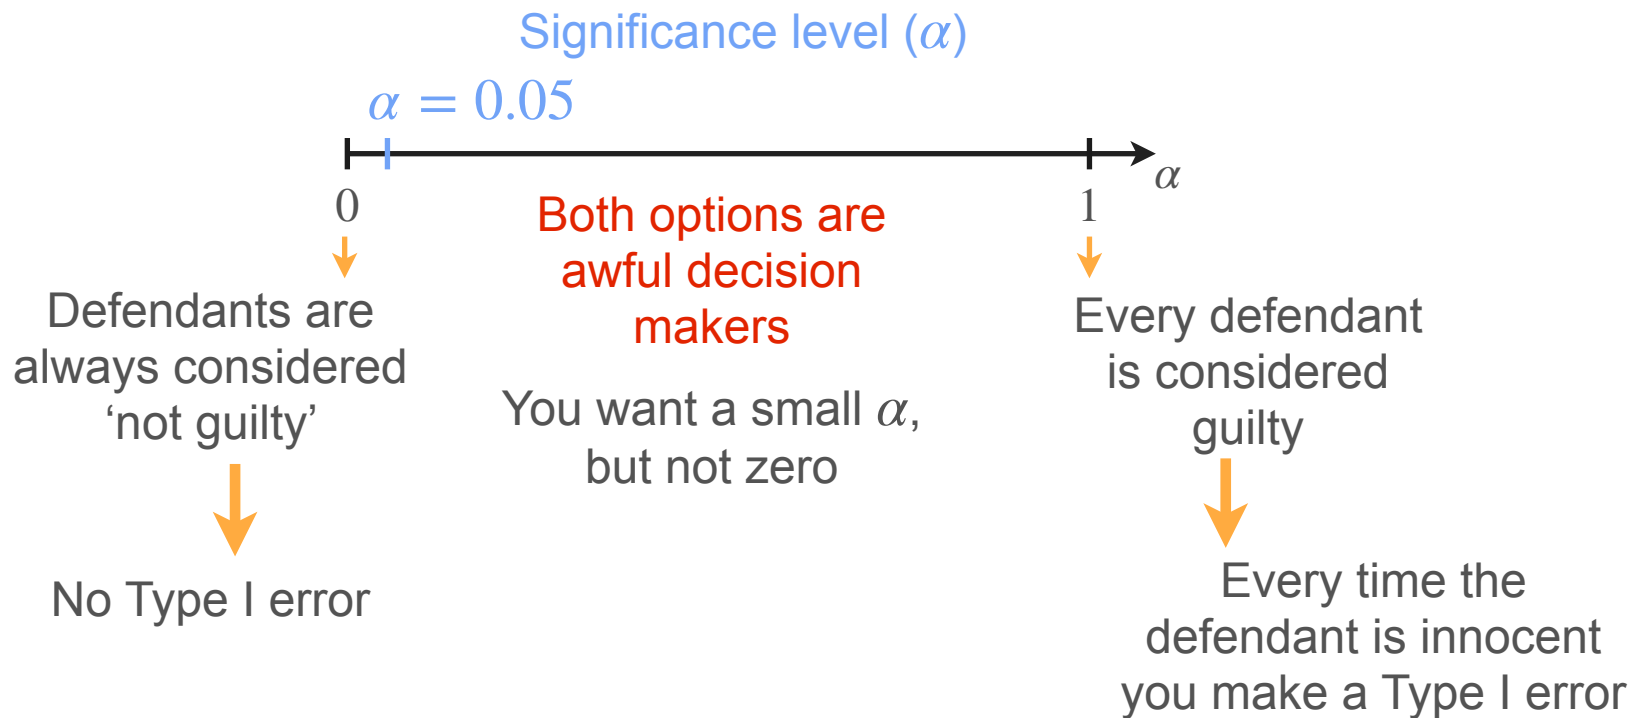 Significance level (α)
α = 0.05
0
1
α
Defendants are
always considered
‘not guilty’
No Type I error
Both options are
awful decision
makers
You want a small α,
but not zero
Every defendant
is considered
guilty
Every time the
defendant is innocent
you make a Type I error